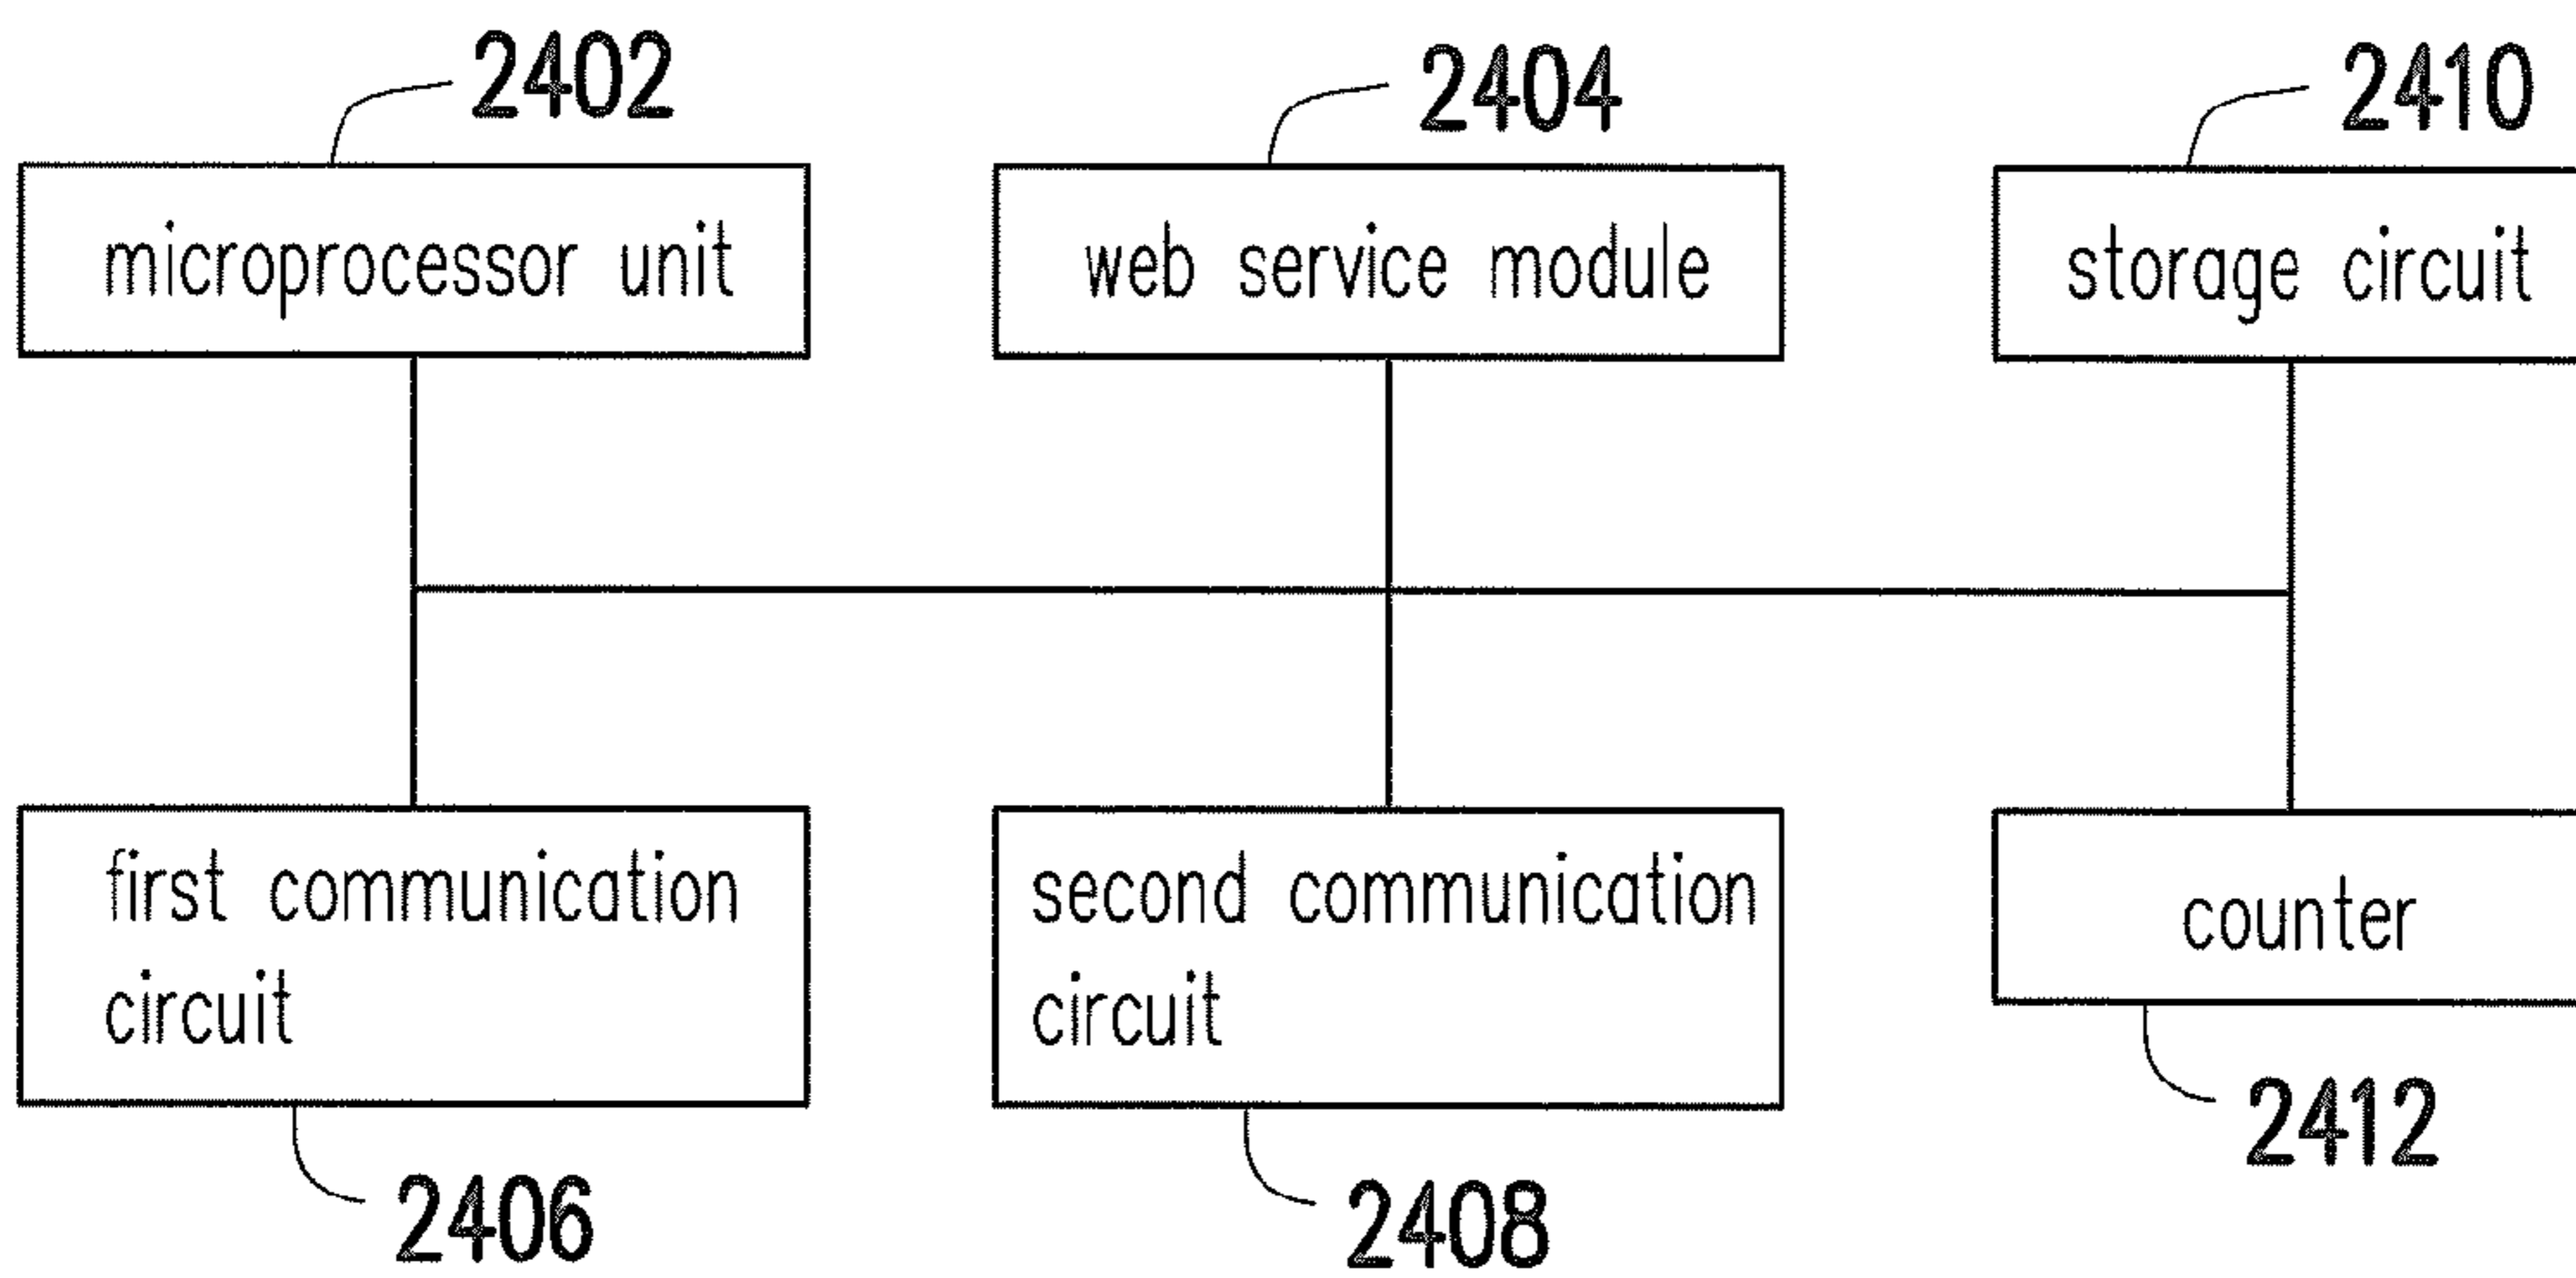 2402
2404
2410
microprocessor unit
web service module
storage circuit
first communication
circuit
second communication
circuit
counter
2406
2408
2412